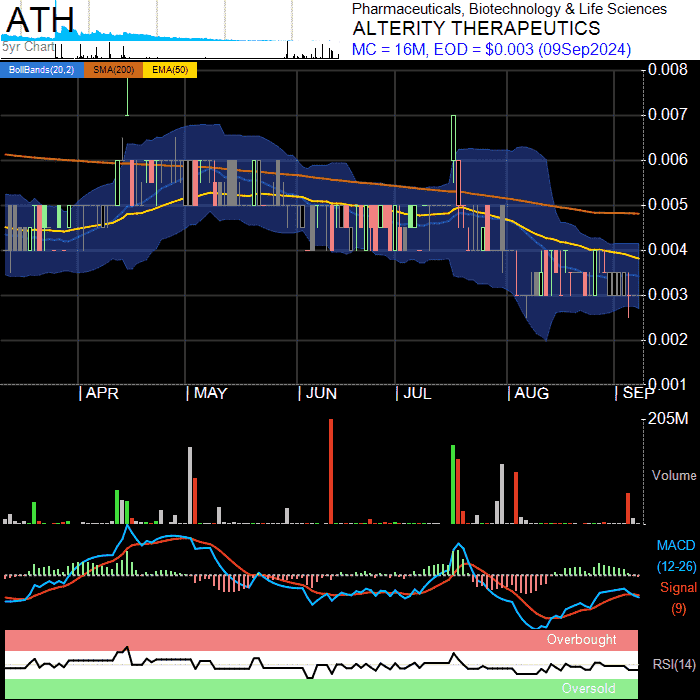 ATH
5yr Chart
Pharmaceuticals, Biotechnology & Life Sciences
ALTERITY THERAPEUTICS
MC = 16M, EOD = $0.003 (09Sep2024)
BollBands(20,2) SMA(200) EMA(50)
0.008
0.007
0.006
0.005
0.004
0.003
0.002
0.001
APR MAY JUN JUL AUG SEP
205M
Volume
MACD
(12-26)
Signal
(9)
Overbought
RSI(14)
Oversold